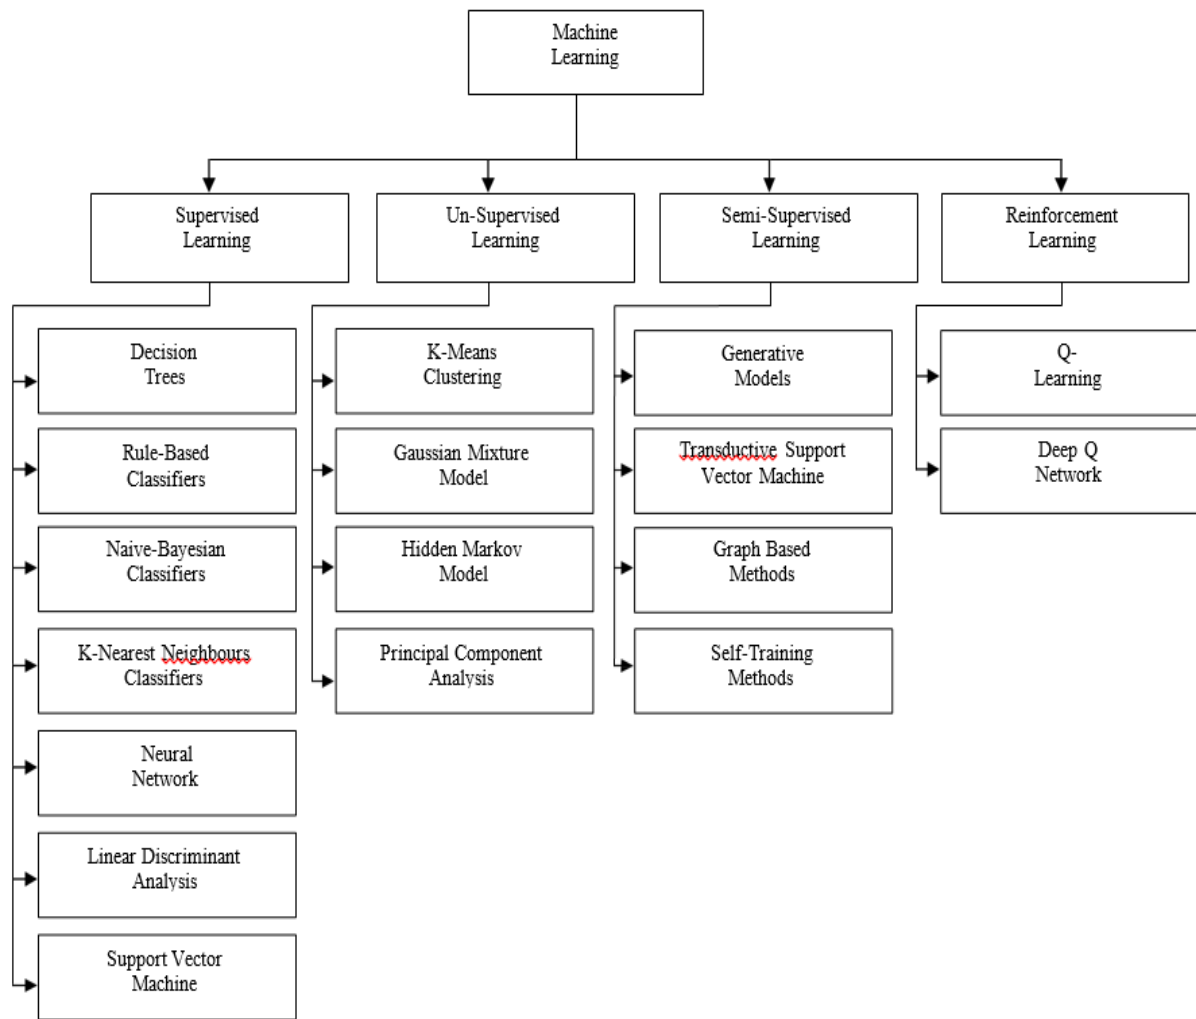 Machine
Learning
Supervised
Learning
Un-Supervised
Learning
Semi-Supervised
Learning
Reinforcement
Learning
Decision
Trees
Rule-Based
Classifiers
Naive-Bayesian
Classifiers
K-Nearest Neighbours
Classifiers
Neural
Network
Linear Discriminant
Analysis
Support Vector
Machine
K-Means
Clustering
Gaussian Mixture
Model
Hidden Markov
Model
Principal Component
Analysis
Generative
Models
Transductive Support
Vector Machine
Graph Based
Methods
Self-Training
Methods
Q-
Learning
Deep Q
Network